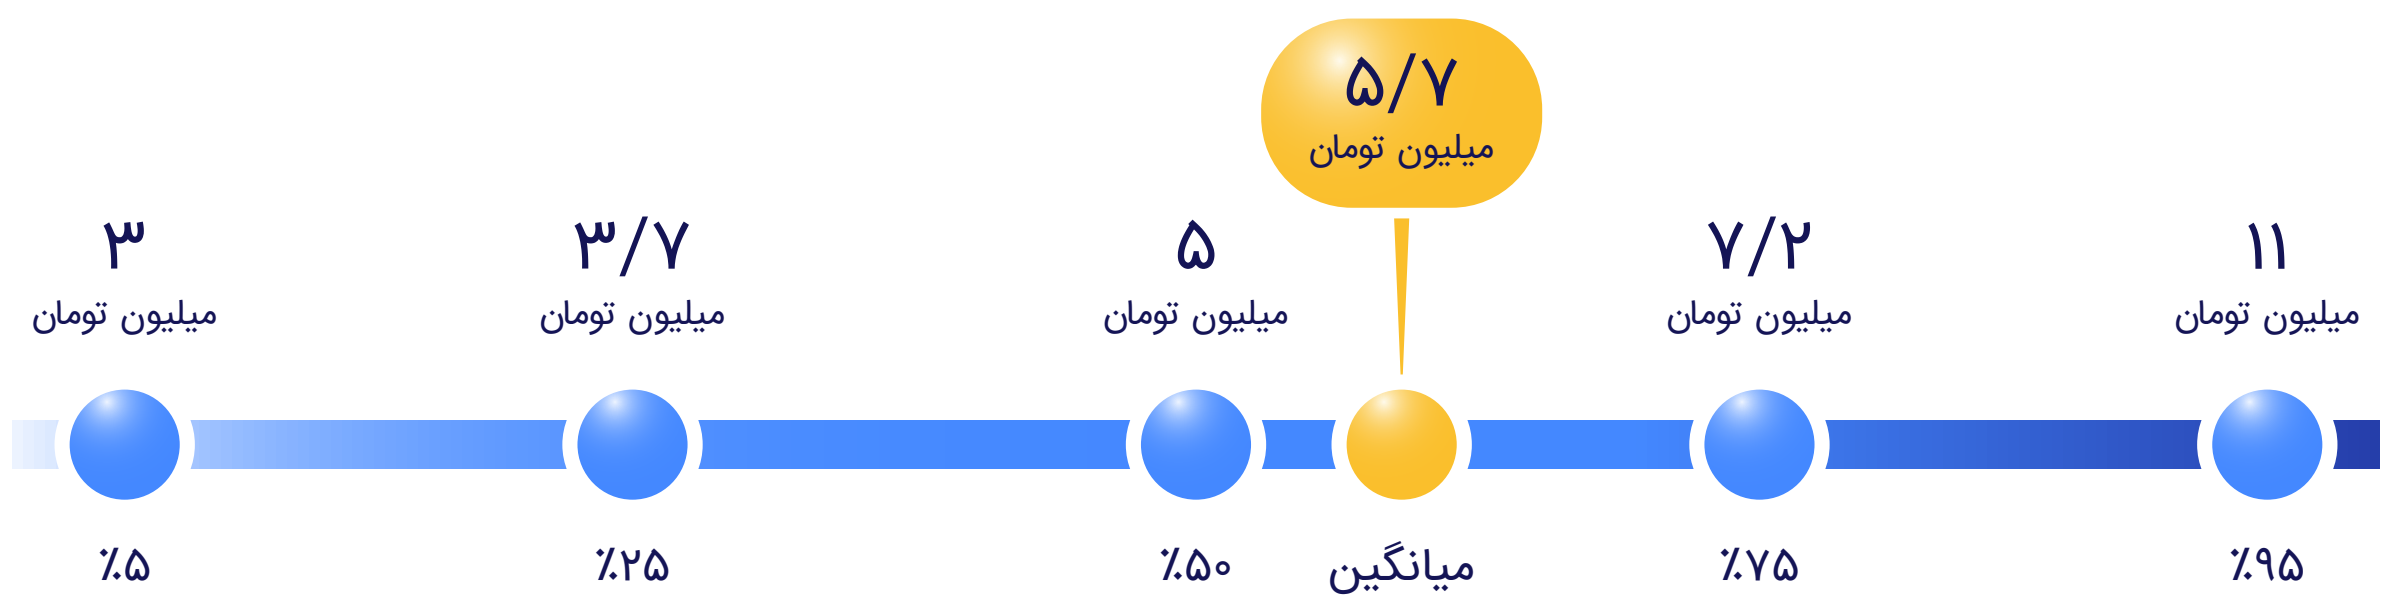 ۵/۷
میلیون تومان
۳
میلیون تومان
۳/۷
میلیون تومان
۵
میلیون تومان
۷/۲
میلیون تومان
۱۱
میلیون تومان
٪۵
٪۲۵
٪۵۰
میانگین
٪۷۵
٪۹۵